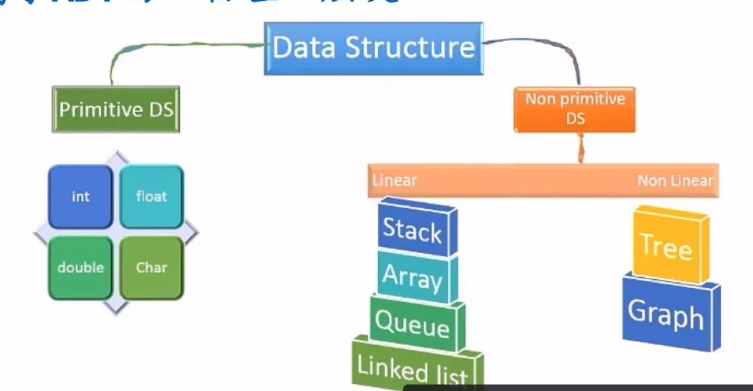 Data Structure
Primitive DS
Non primitive
DS
Linear
Non Linear
int
float
double
Char
Stack
Array
Queue
Linked list
Tree
Graph